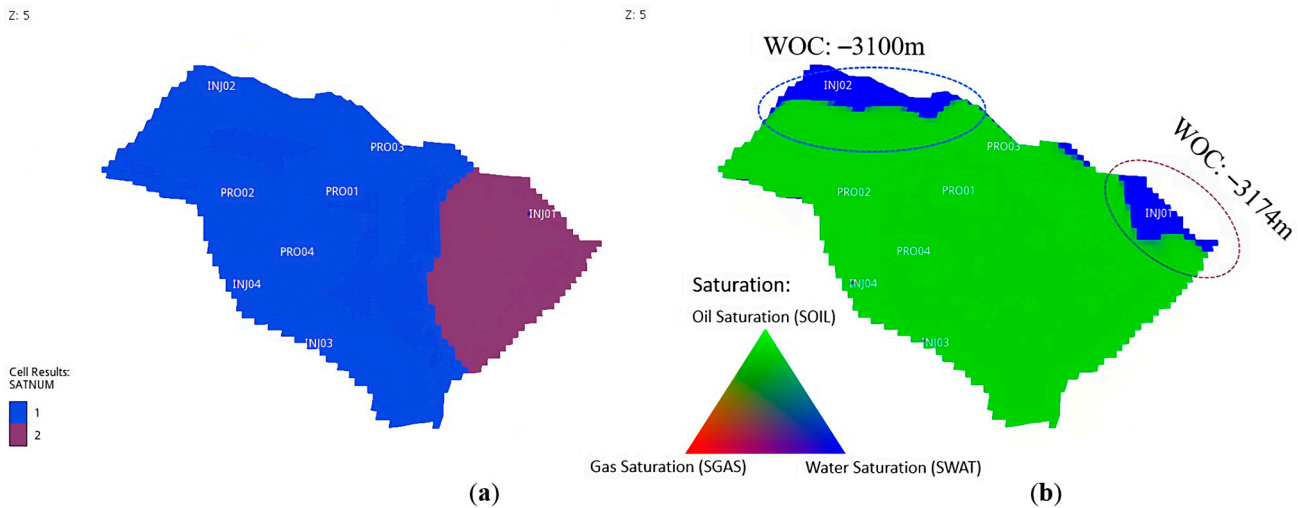 Z: 5
INJ02
PRO03
PRO02
PRO01
INJ01
PRO04
INJ04
INJ03
Cell Results:
SATNUM
1
2
(a)
Z: 5
WOC: −3100m
INJ02
WOC: −3174m
PRO03
PRO02
PRO01
INJ01
PRO04
INJ04
INJ03
Saturation:
Oil Saturation (SOIL)
Gas Saturation (SGAS)
Water Saturation (SWAT)
(b)